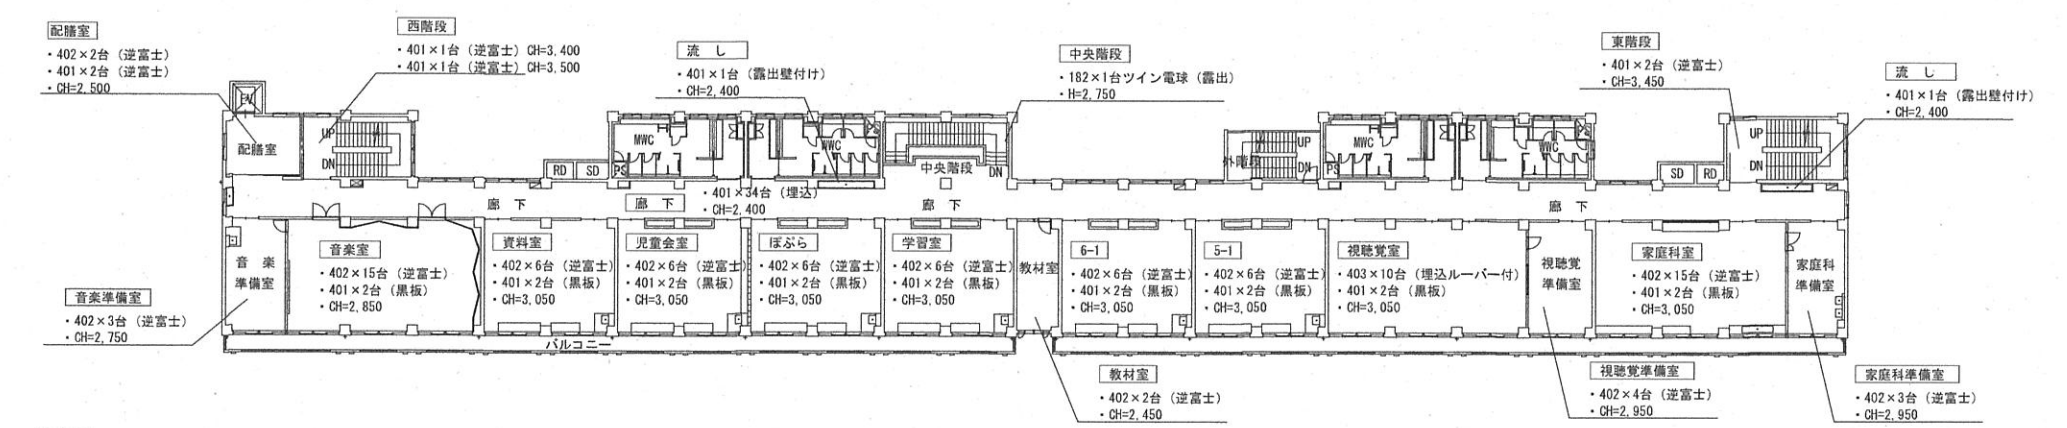 配膳室
・402×2台（逆富士）
・401×2台（逆富士）
・CH=2,500
西階段
・401×1台（逆富士）CH=3,400
・401×1台（逆富士）CH=3,500
流 し
・401×1台（露出壁付け）
・CH=2,400
中央階段
・182×1台ツイン電球（露出）
・H=2,750
東階段
・401×2台（逆富士）
・CH=3,450
流 し
・401×1台（露出壁付け）
・CH=2,400
EV
配膳室
UP
DN
RD
SD
PS
MWC
WWC
中央階段
DN
外階段
UP
DN
PS
MWC
WWC
SD
RD
UP
DN
廊 下
廊 下
・401×34台（埋込）
・CH=2,400
廊 下
廊 下
音 楽
準備室
音楽室
・402×15台（逆富士）
・401×2台（黒板）
・CH=2,850
資料室
・402×6台（逆富士）
・401×2台（黒板）
・CH=3,050
児童会室
・402×6台（逆富士）
・401×2台（黒板）
・CH=3,050
ぽぷら
・402×6台（逆富士）
・401×2台（黒板）
・CH=3,050
学習室
・402×6台（逆富士）
・401×2台（黒板）
・CH=3,050
教材室
6-1
・402×6台（逆富士）
・401×2台（黒板）
・CH=3,050
5-1
・402×6台（逆富士）
・401×2台（黒板）
・CH=3,050
視聴覚室
・403×10台（埋込ルーバー付）
・401×2台（黒板）
・CH=3,050
視聴覚
準備室
家庭科室
・402×15台（逆富士）
・401×2台（黒板）
・CH=3,050
家庭科
準備室
音楽準備室
・402×3台（逆富士）
・CH=2,750
バルコニー
教材室
・402×2台（逆富士）
・CH=2,450
視聴覚準備室
・402×4台（逆富士）
・CH=2,950
家庭科準備室
・402×3台（逆富士）
・CH=2,950